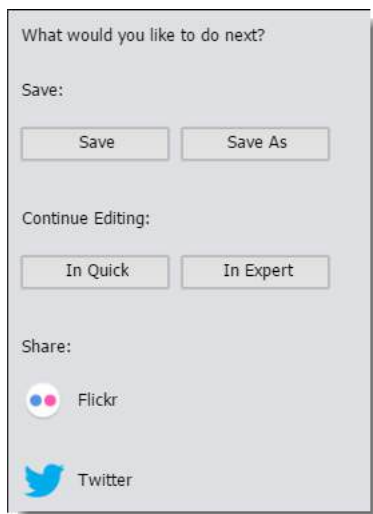 What would you like to do next?
Save:
Save Save As
Continue Editing:
In Quick In Expert
Share:
Flickr
Twitter